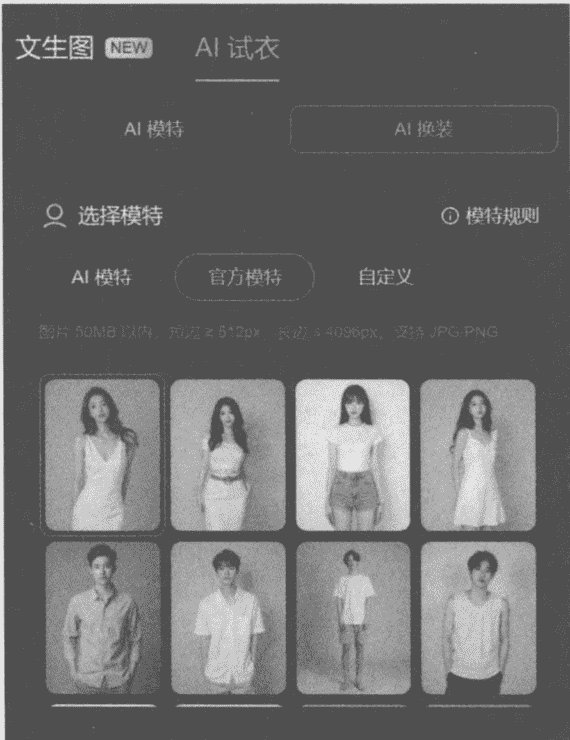 文生图 NEW AI 试衣
AI 模特 AI 换装
选择模特 模特规则
AI 模特 官方模特 自定义
图片 50MB 以内，短边 ≥ 512px，长边 ≤ 4096px，支持 JPG/PNG